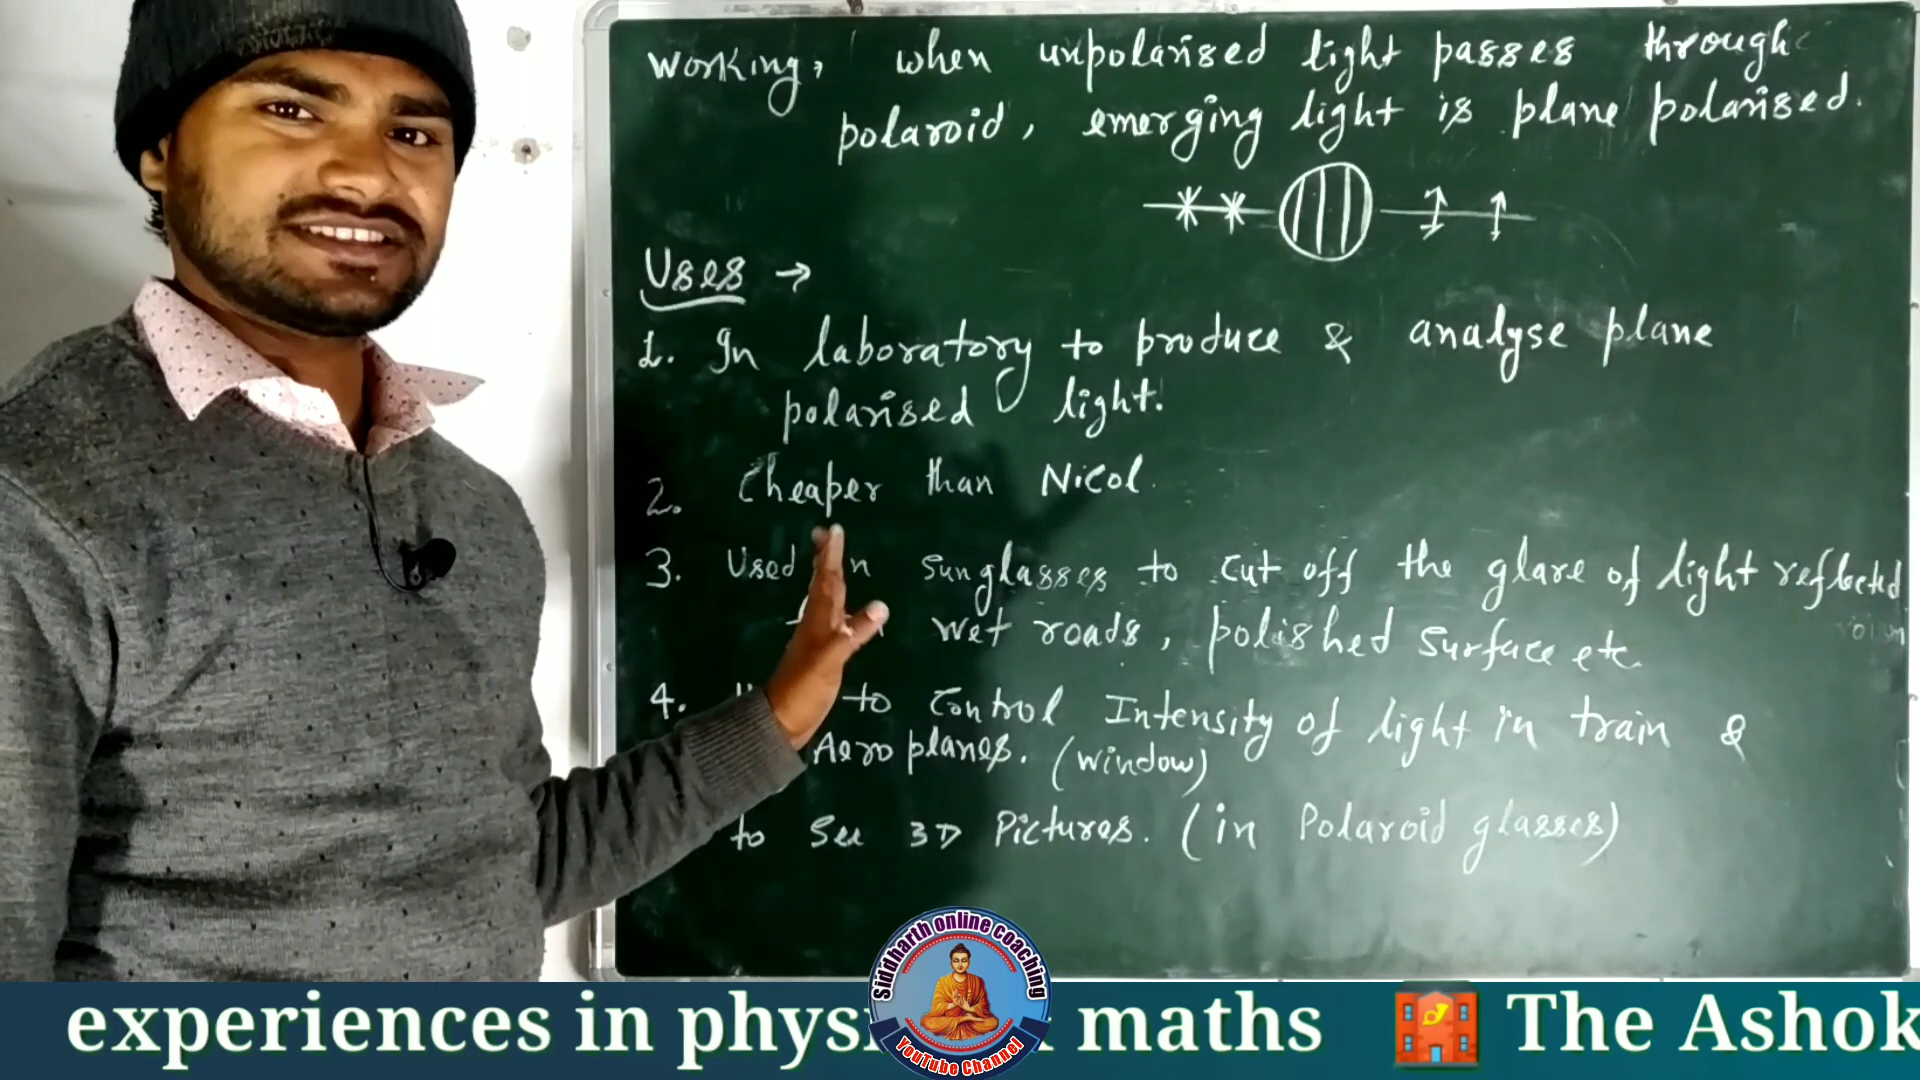 Working, when unpolarised light passes through
polaroid, emerging light is plane polarised.
Uses →
1. In laboratory to produce & analyse plane
polarised light.
2. Cheaper than Nicol.
3. Used in sunglasses to cut off the glare of light reflected
wet roads, polished surface etc.
4. to control Intensity of light in train &
Aeroplanes. (window)
to see 3D Pictures. (in Polaroid glasses)
Siddharth online coaching
YouTube Channel
experiences in physi maths The Ashok